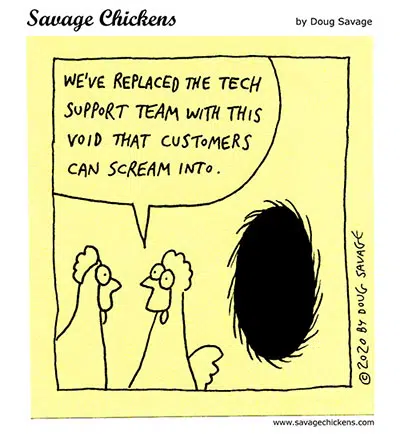 Savage Chickens
by Doug Savage
WE'VE REPLACED THE TECH
SUPPORT TEAM WITH THIS
VOID THAT CUSTOMERS
CAN SCREAM INTO.
©2020 BY DOUG SAVAGE
www.savagechickens.com